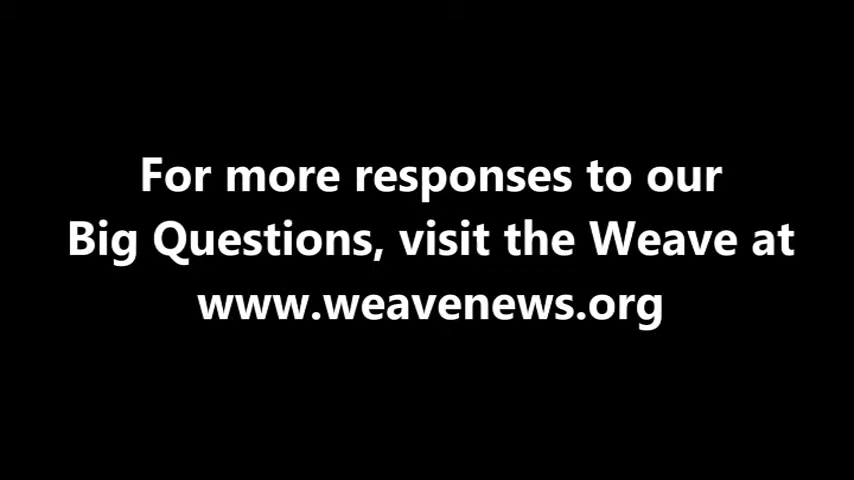 For more responses to our
Big Questions, visit the Weave at
www.weavenews.org